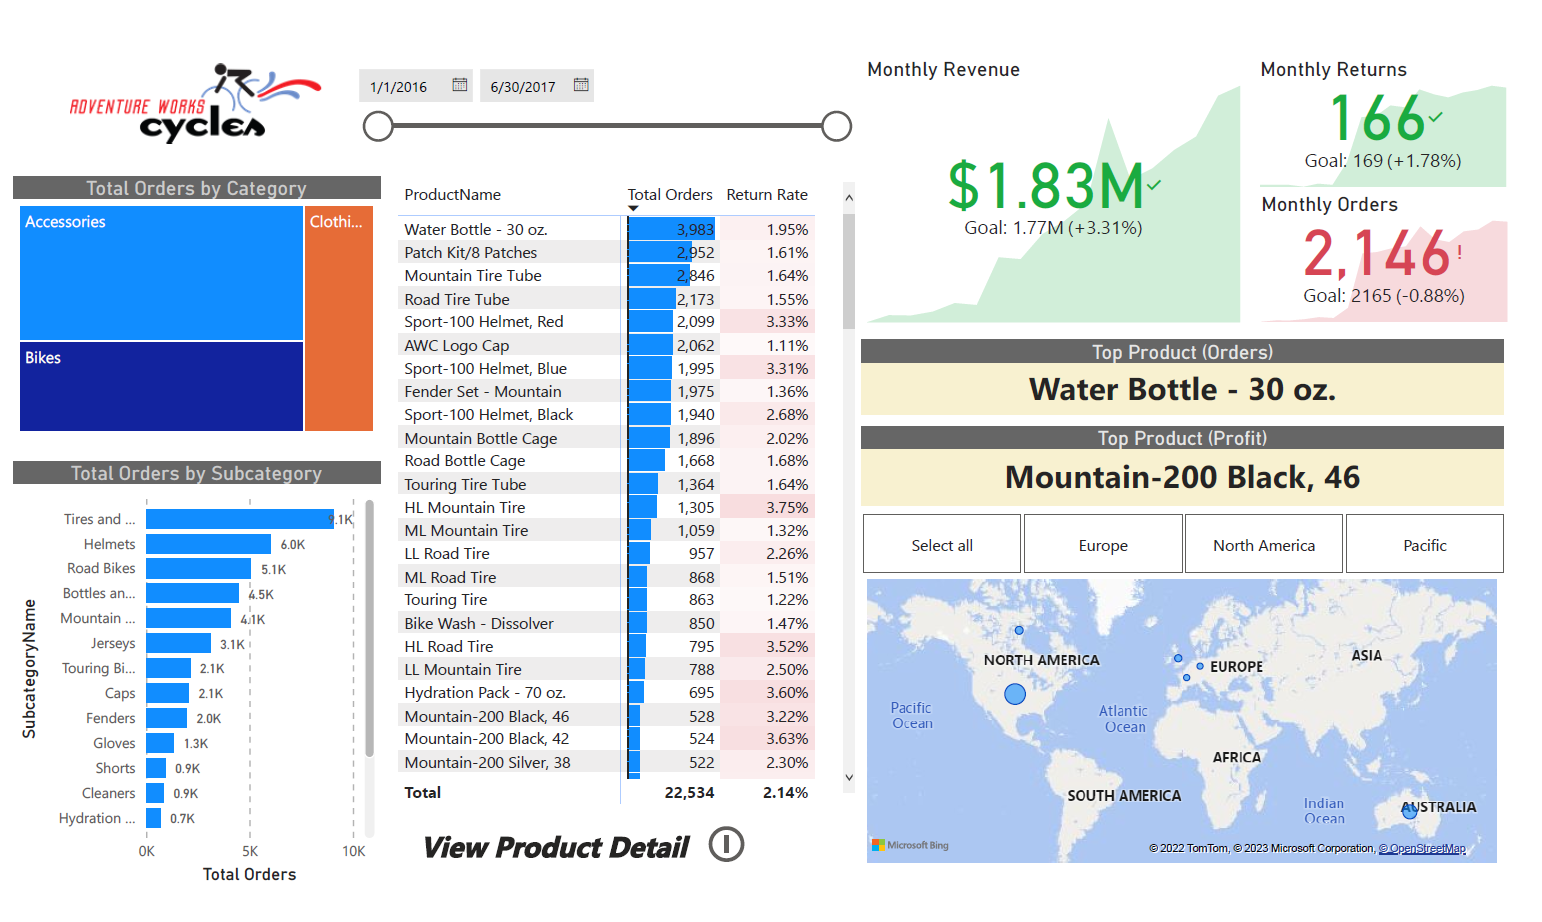 ADVENTURE WORKS
cycles
1/1/2016
6/30/2017
Total Orders by Category
Accessories
Clothi...
Bikes
Total Orders by Subcategory
SubcategoryName
Tires and ... 9.1K
Helmets 6.0K
Road Bikes 5.1K
Bottles an... 4.5K
Mountain ... 4.1K
Jerseys 3.1K
Touring Bi... 2.1K
Caps 2.1K
Fenders 2.0K
Gloves 1.3K
Shorts 0.9K
Cleaners 0.9K
Hydration ... 0.7K
0K 5K 10K
Total Orders
ProductName Total Orders Return Rate
Water Bottle - 30 oz. 3,983 1.95%
Patch Kit/8 Patches 2,952 1.61%
Mountain Tire Tube 2,846 1.64%
Road Tire Tube 2,173 1.55%
Sport-100 Helmet, Red 2,099 3.33%
AWC Logo Cap 2,062 1.11%
Sport-100 Helmet, Blue 1,995 3.31%
Fender Set - Mountain 1,975 1.36%
Sport-100 Helmet, Black 1,940 2.68%
Mountain Bottle Cage 1,896 2.02%
Road Bottle Cage 1,668 1.68%
Touring Tire Tube 1,364 1.64%
HL Mountain Tire 1,305 3.75%
ML Mountain Tire 1,059 1.32%
LL Road Tire 957 2.26%
ML Road Tire 868 1.51%
Touring Tire 863 1.22%
Bike Wash - Dissolver 850 1.47%
HL Road Tire 795 3.52%
LL Mountain Tire 788 2.50%
Hydration Pack - 70 oz. 695 3.60%
Mountain-200 Black, 46 528 3.22%
Mountain-200 Black, 42 524 3.63%
Mountain-200 Silver, 38 522 2.30%
Total 22,534 2.14%
View Product Detail
Monthly Revenue
$1.83M
Goal: 1.77M (+3.31%)
Monthly Returns
166
Goal: 169 (+1.78%)
Monthly Orders
2,146!
Goal: 2165 (-0.88%)
Top Product (Orders)
Water Bottle - 30 oz.
Top Product (Profit)
Mountain-200 Black, 46
Select all
Europe
North America
Pacific
NORTH AMERICA
EUROPE
ASIA
Pacific
Ocean
Atlantic
Ocean
AFRICA
SOUTH AMERICA
Indian
Ocean
AUSTRALIA
Microsoft Bing
© 2022 TomTom, © 2023 Microsoft Corporation, © OpenStreetMap